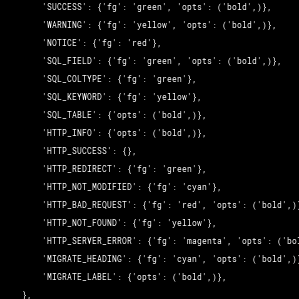 'SUCCESS': {'fg': 'green', 'opts': ('bold',)},
'WARNING': {'fg': 'yellow', 'opts': ('bold',)},
'NOTICE': {'fg': 'red'},
'SQL_FIELD': {'fg': 'green', 'opts': ('bold',)},
'SQL_COLTYPE': {'fg': 'green'},
'SQL_KEYWORD': {'fg': 'yellow'},
'SQL_TABLE': {'opts': ('bold',)},
'HTTP_INFO': {'opts': ('bold',)},
'HTTP_SUCCESS': {},
'HTTP_REDIRECT': {'fg': 'green'},
'HTTP_NOT_MODIFIED': {'fg': 'cyan'},
'HTTP_BAD_REQUEST': {'fg': 'red', 'opts': ('bold',)}
'HTTP_NOT_FOUND': {'fg': 'yellow'},
'HTTP_SERVER_ERROR': {'fg': 'magenta', 'opts': ('bol
'MIGRATE_HEADING': {'fg': 'cyan', 'opts': ('bold',)}
'MIGRATE_LABEL': {'opts': ('bold',)},
},